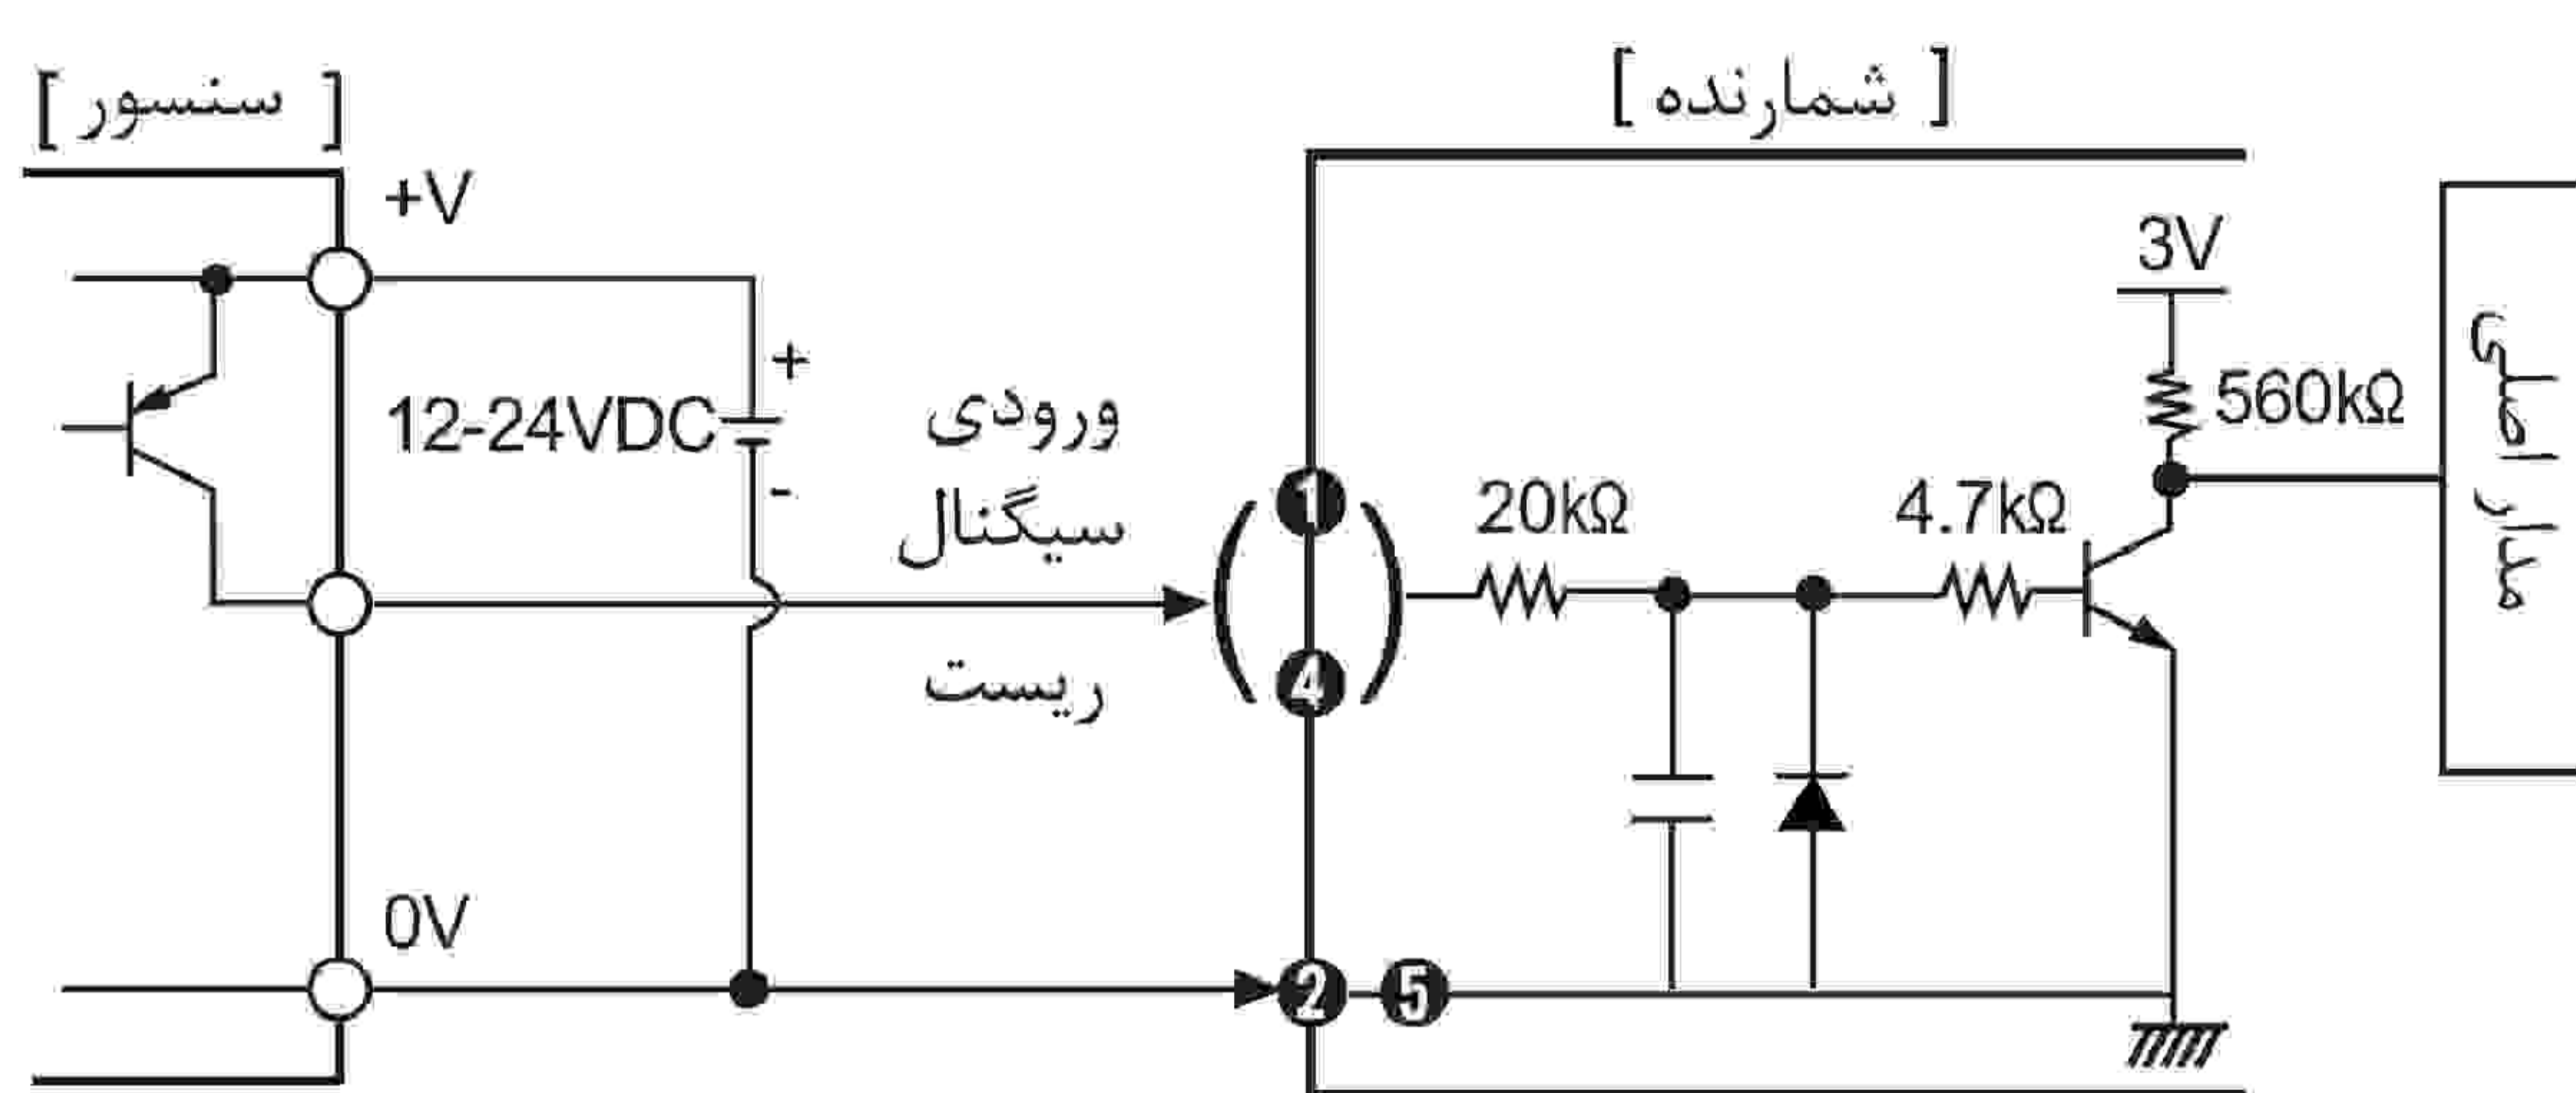 [ سنسور ]
[ شمارنده ]
+V
3V
+
12-24VDC
-
560kΩ
ورودی
سیگنال
ریست
1
4
20kΩ
4.7kΩ
مدار اصلی
0V
2
5